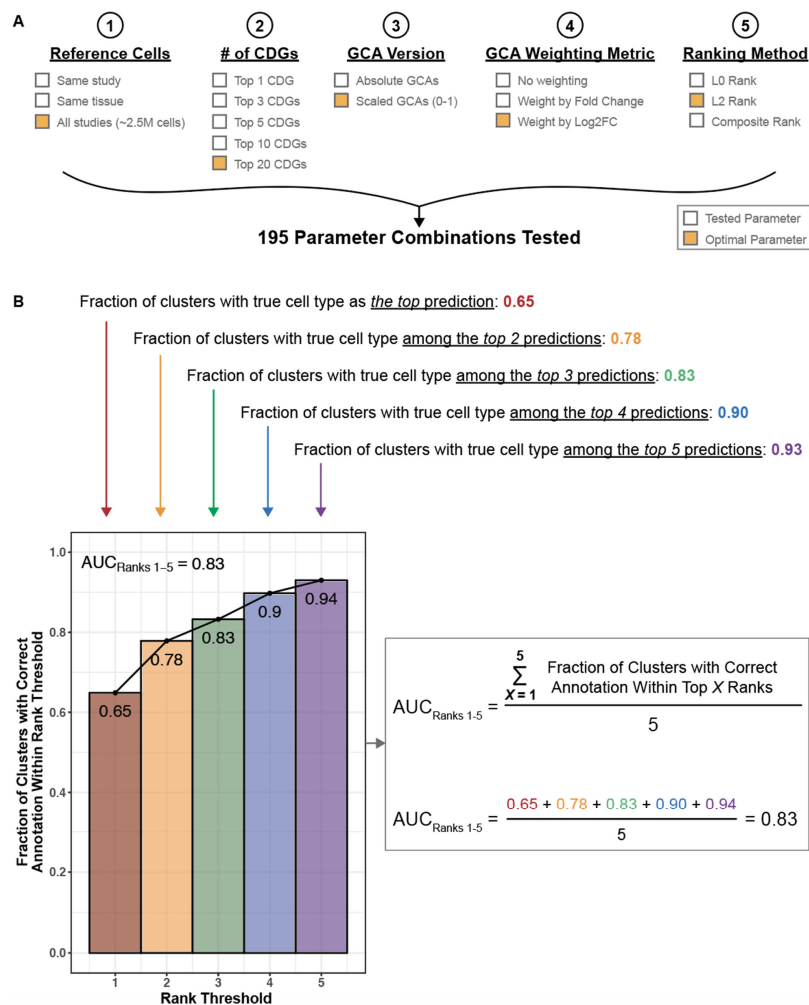 A
1
2
3
4
5
Reference Cells
Same study
Same tissue
All studies (~2.5M cells)
# of CDGs
Top 1 CDG
Top 3 CDGs
Top 5 CDGs
Top 10 CDGs
Top 20 CDGs
GCA Version
Absolute GCAs
Scaled GCAs (0-1)
GCA Weighting Metric
No weighting
Weight by Fold Change
Weight by Log2FC
Ranking Method
L0 Rank
L2 Rank
Composite Rank
195 Parameter Combinations Tested
Tested Parameter
Optimal Parameter
B
Fraction of clusters with true cell type as the top prediction: 0.65
Fraction of clusters with true cell type among the top 2 predictions: 0.78
Fraction of clusters with true cell type among the top 3 predictions: 0.83
Fraction of clusters with true cell type among the top 4 predictions: 0.90
Fraction of clusters with true cell type among the top 5 predictions: 0.93
Fraction of Clusters with Correct
Annotation Within Rank Threshold
1.0
0.8
0.6
0.4
0.2
0.0
AUC Ranks 1–5 = 0.83
0.65
0.78
0.83
0.9
0.94
1
2
3
4
5
Rank Threshold
AUC Ranks 1-5 =
5
∑
X = 1
Fraction of Clusters with Correct
Annotation Within Top X Ranks
5
AUC Ranks 1-5 =
0.65 + 0.78 + 0.83 + 0.90 + 0.94
5
= 0.83